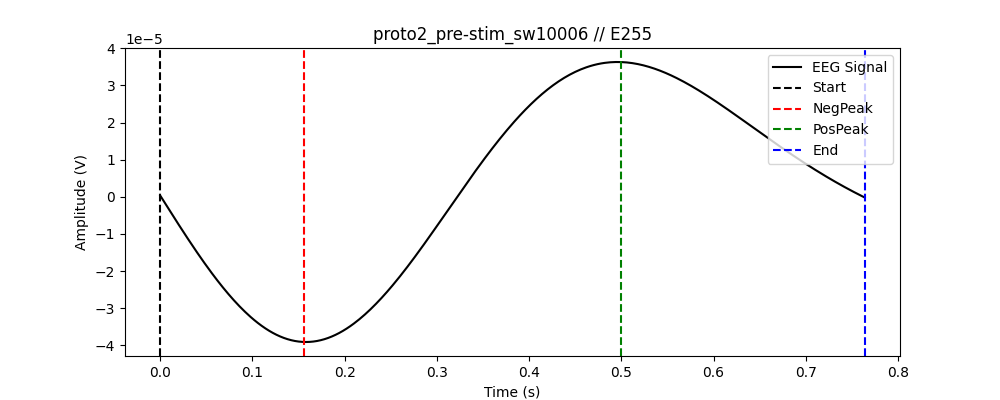 proto2_pre-stim_sw10006 // E255
1e−5
4
3
2
1
0
−1
−2
−3
−4
Amplitude (V)
EEG Signal
Start
NegPeak
PosPeak
End
0.0 0.1 0.2 0.3 0.4 0.5 0.6 0.7 0.8
Time (s)